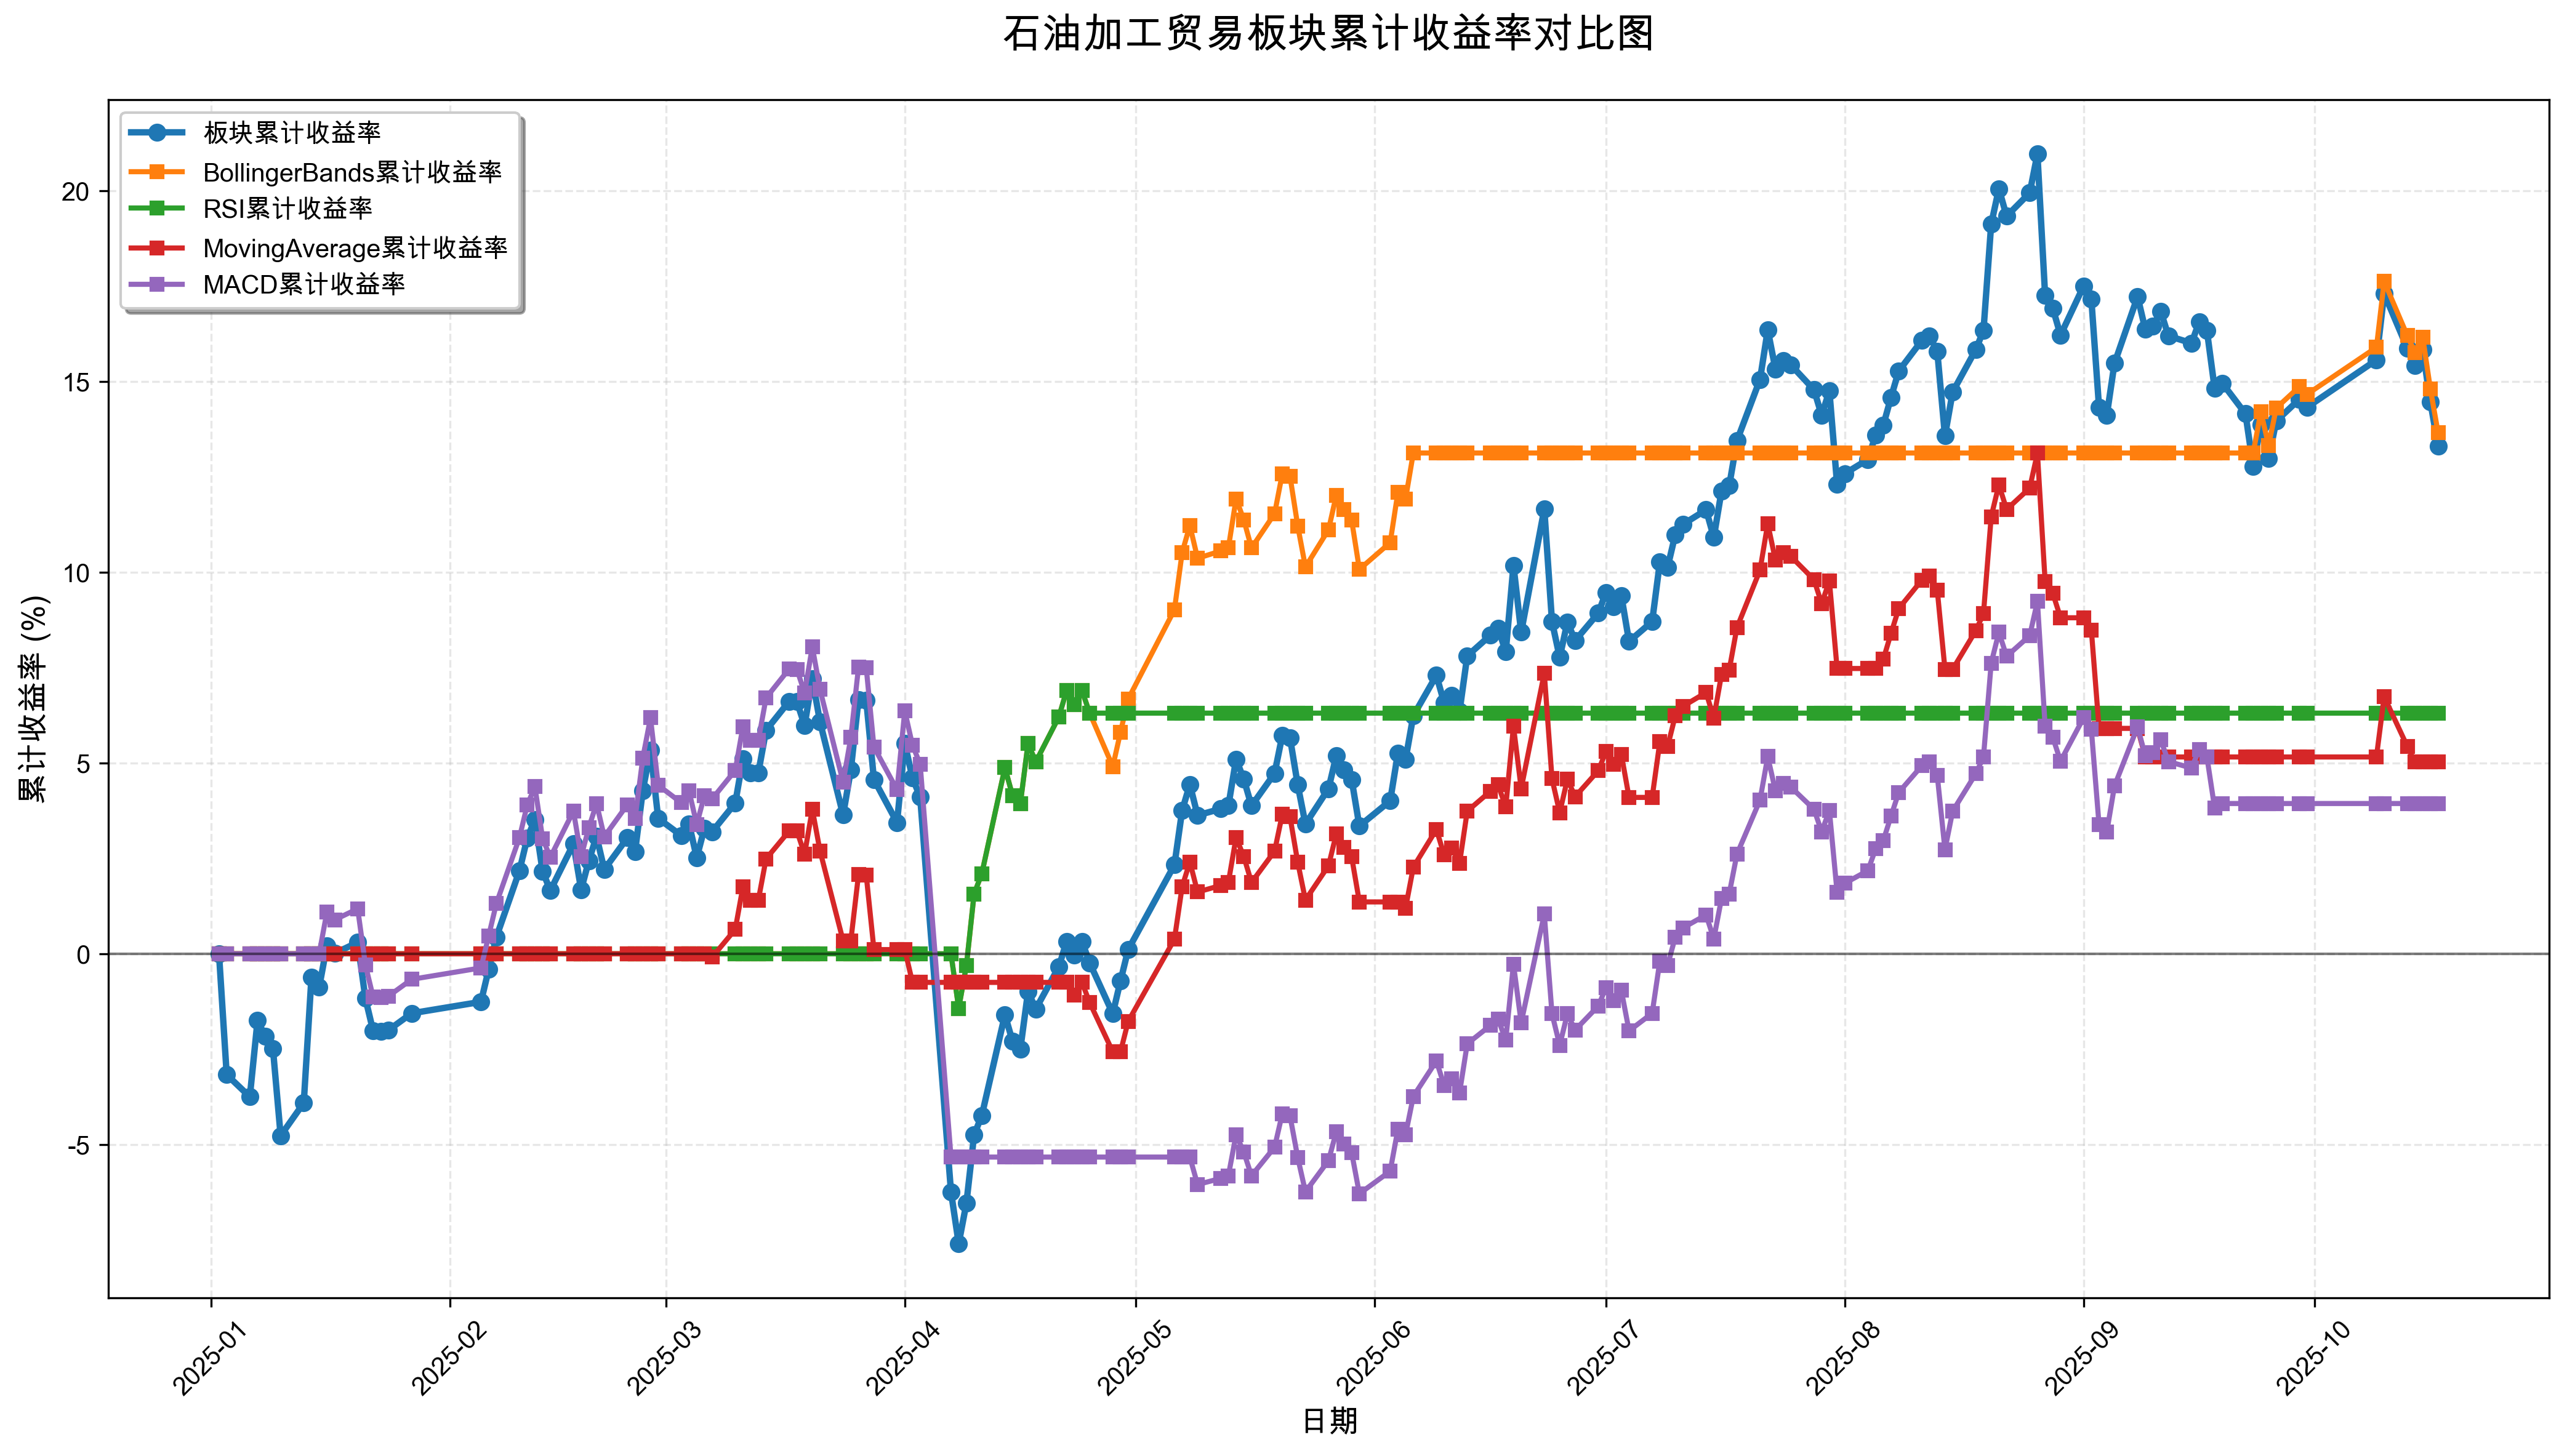 石油加工贸易板块累计收益率对比图
板块累计收益率
BollingerBands累计收益率
RSI累计收益率
MovingAverage累计收益率
MACD累计收益率
累计收益率 (%)
20
15
10
5
0
-5
2025-01
2025-02
2025-03
2025-04
2025-05
2025-06
2025-07
2025-08
2025-09
2025-10
日期